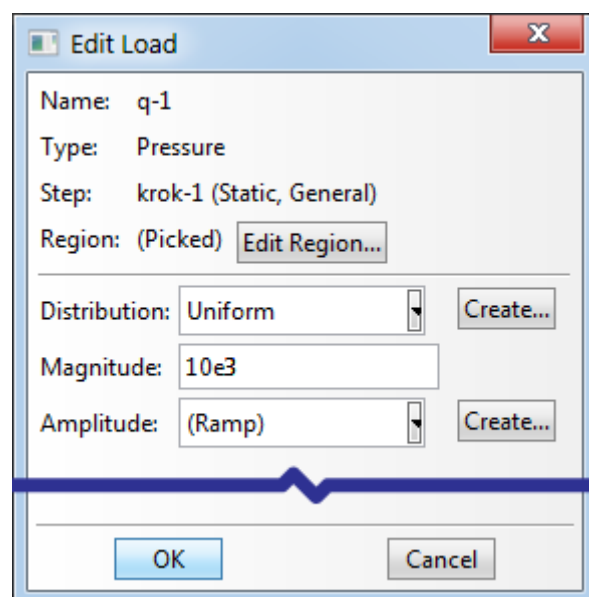 Edit Load
x
Name: q-1
Type: Pressure
Step: krok-1 (Static, General)
Region: (Picked) Edit Region...
Distribution: Uniform Create...
Magnitude: 10e3
Amplitude: (Ramp) Create...
OK Cancel